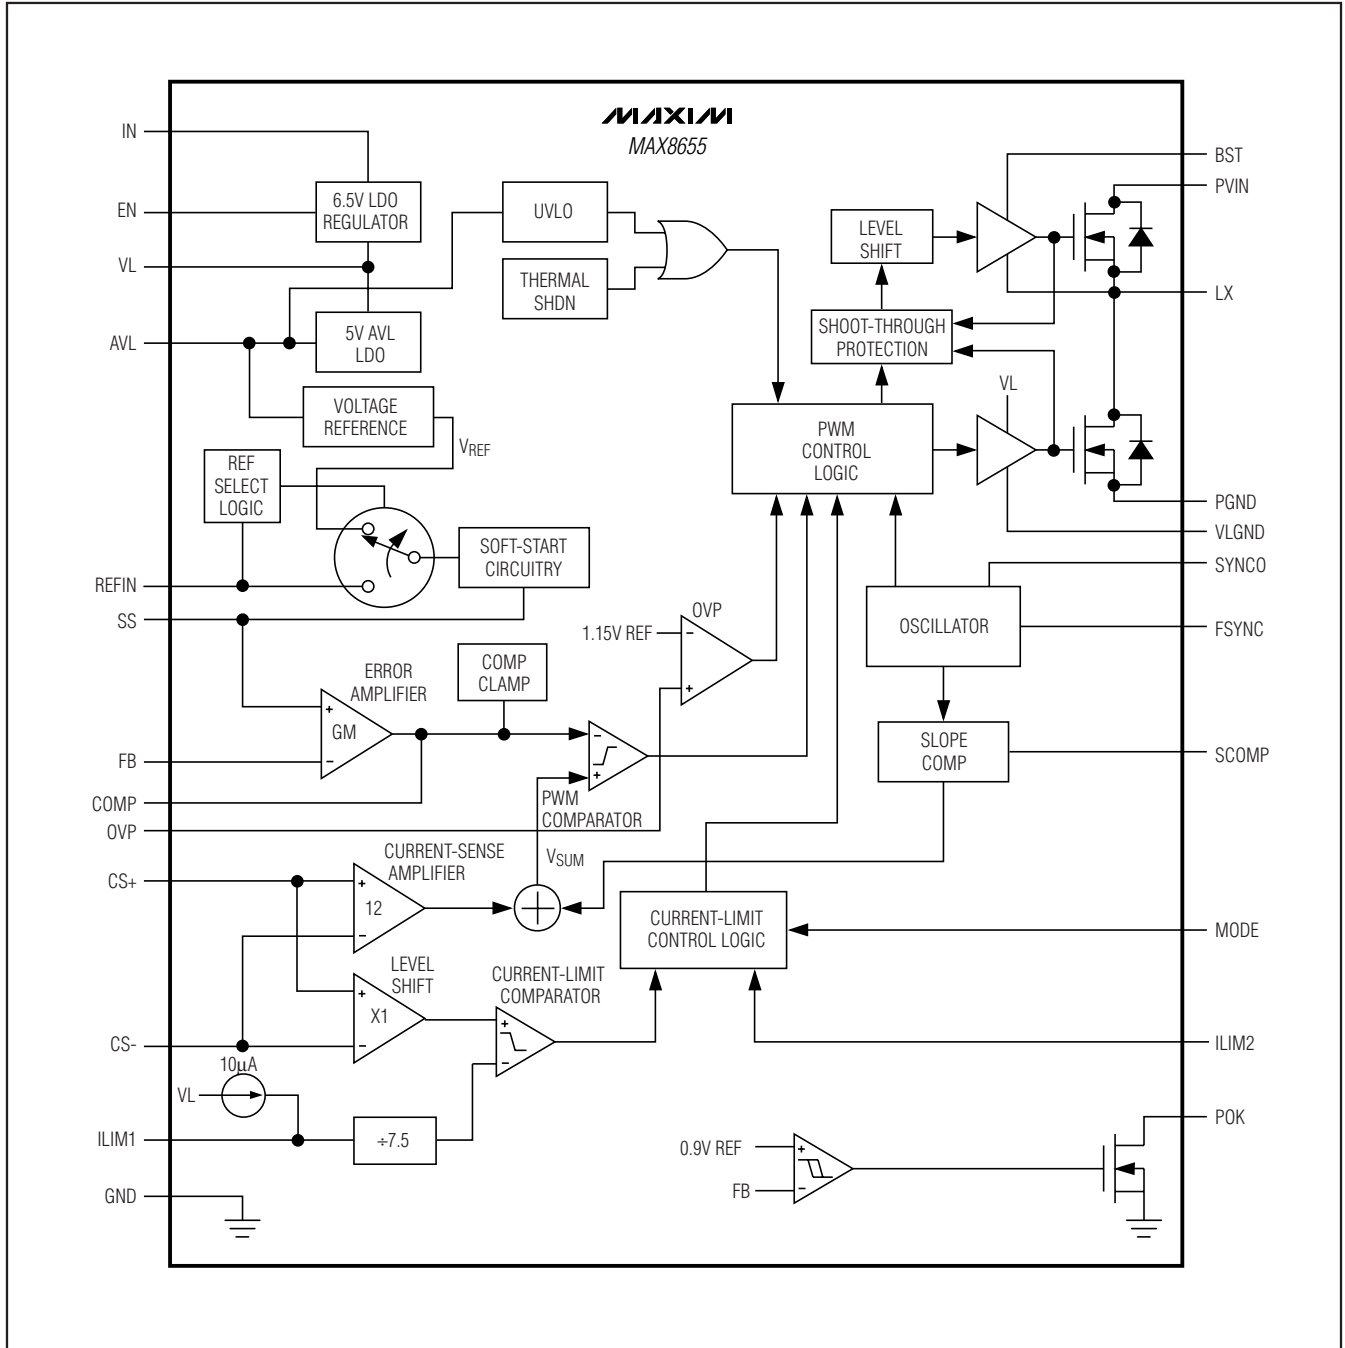 MAXIM
MAX8655
IN
EN
VL
AVL
REFIN
SS
FB
COMP
OVP
CS+
CS-
ILIM1
GND
6.5V LDO
REGULATOR
5V AVL
LDO
VOLTAGE
REFERENCE
VREF
REF
SELECT
LOGIC
SOFT-START
CIRCUITRY
UVLO
THERMAL
SHDN
LEVEL
SHIFT
SHOOT-THROUGH
PROTECTION
PWM
CONTROL
LOGIC
VL
BST
PVIN
LX
PGND
VLGND
SYNCO
FSYNC
SCOMP
MODE
ILIM2
POK
OSCILLATOR
SLOPE
COMP
OVP
1.15V REF
-
+
ERROR
AMPLIFIER
+
GM
-
COMP
CLAMP
-
+
PWM
COMPARATOR
VSUM
CURRENT-SENSE
AMPLIFIER
+
12
-
LEVEL
SHIFT
+
X1
-
CURRENT-LIMIT
COMPARATOR
+
-
CURRENT-LIMIT
CONTROL LOGIC
10µA
VL
÷7.5
0.9V REF
FB
+
-